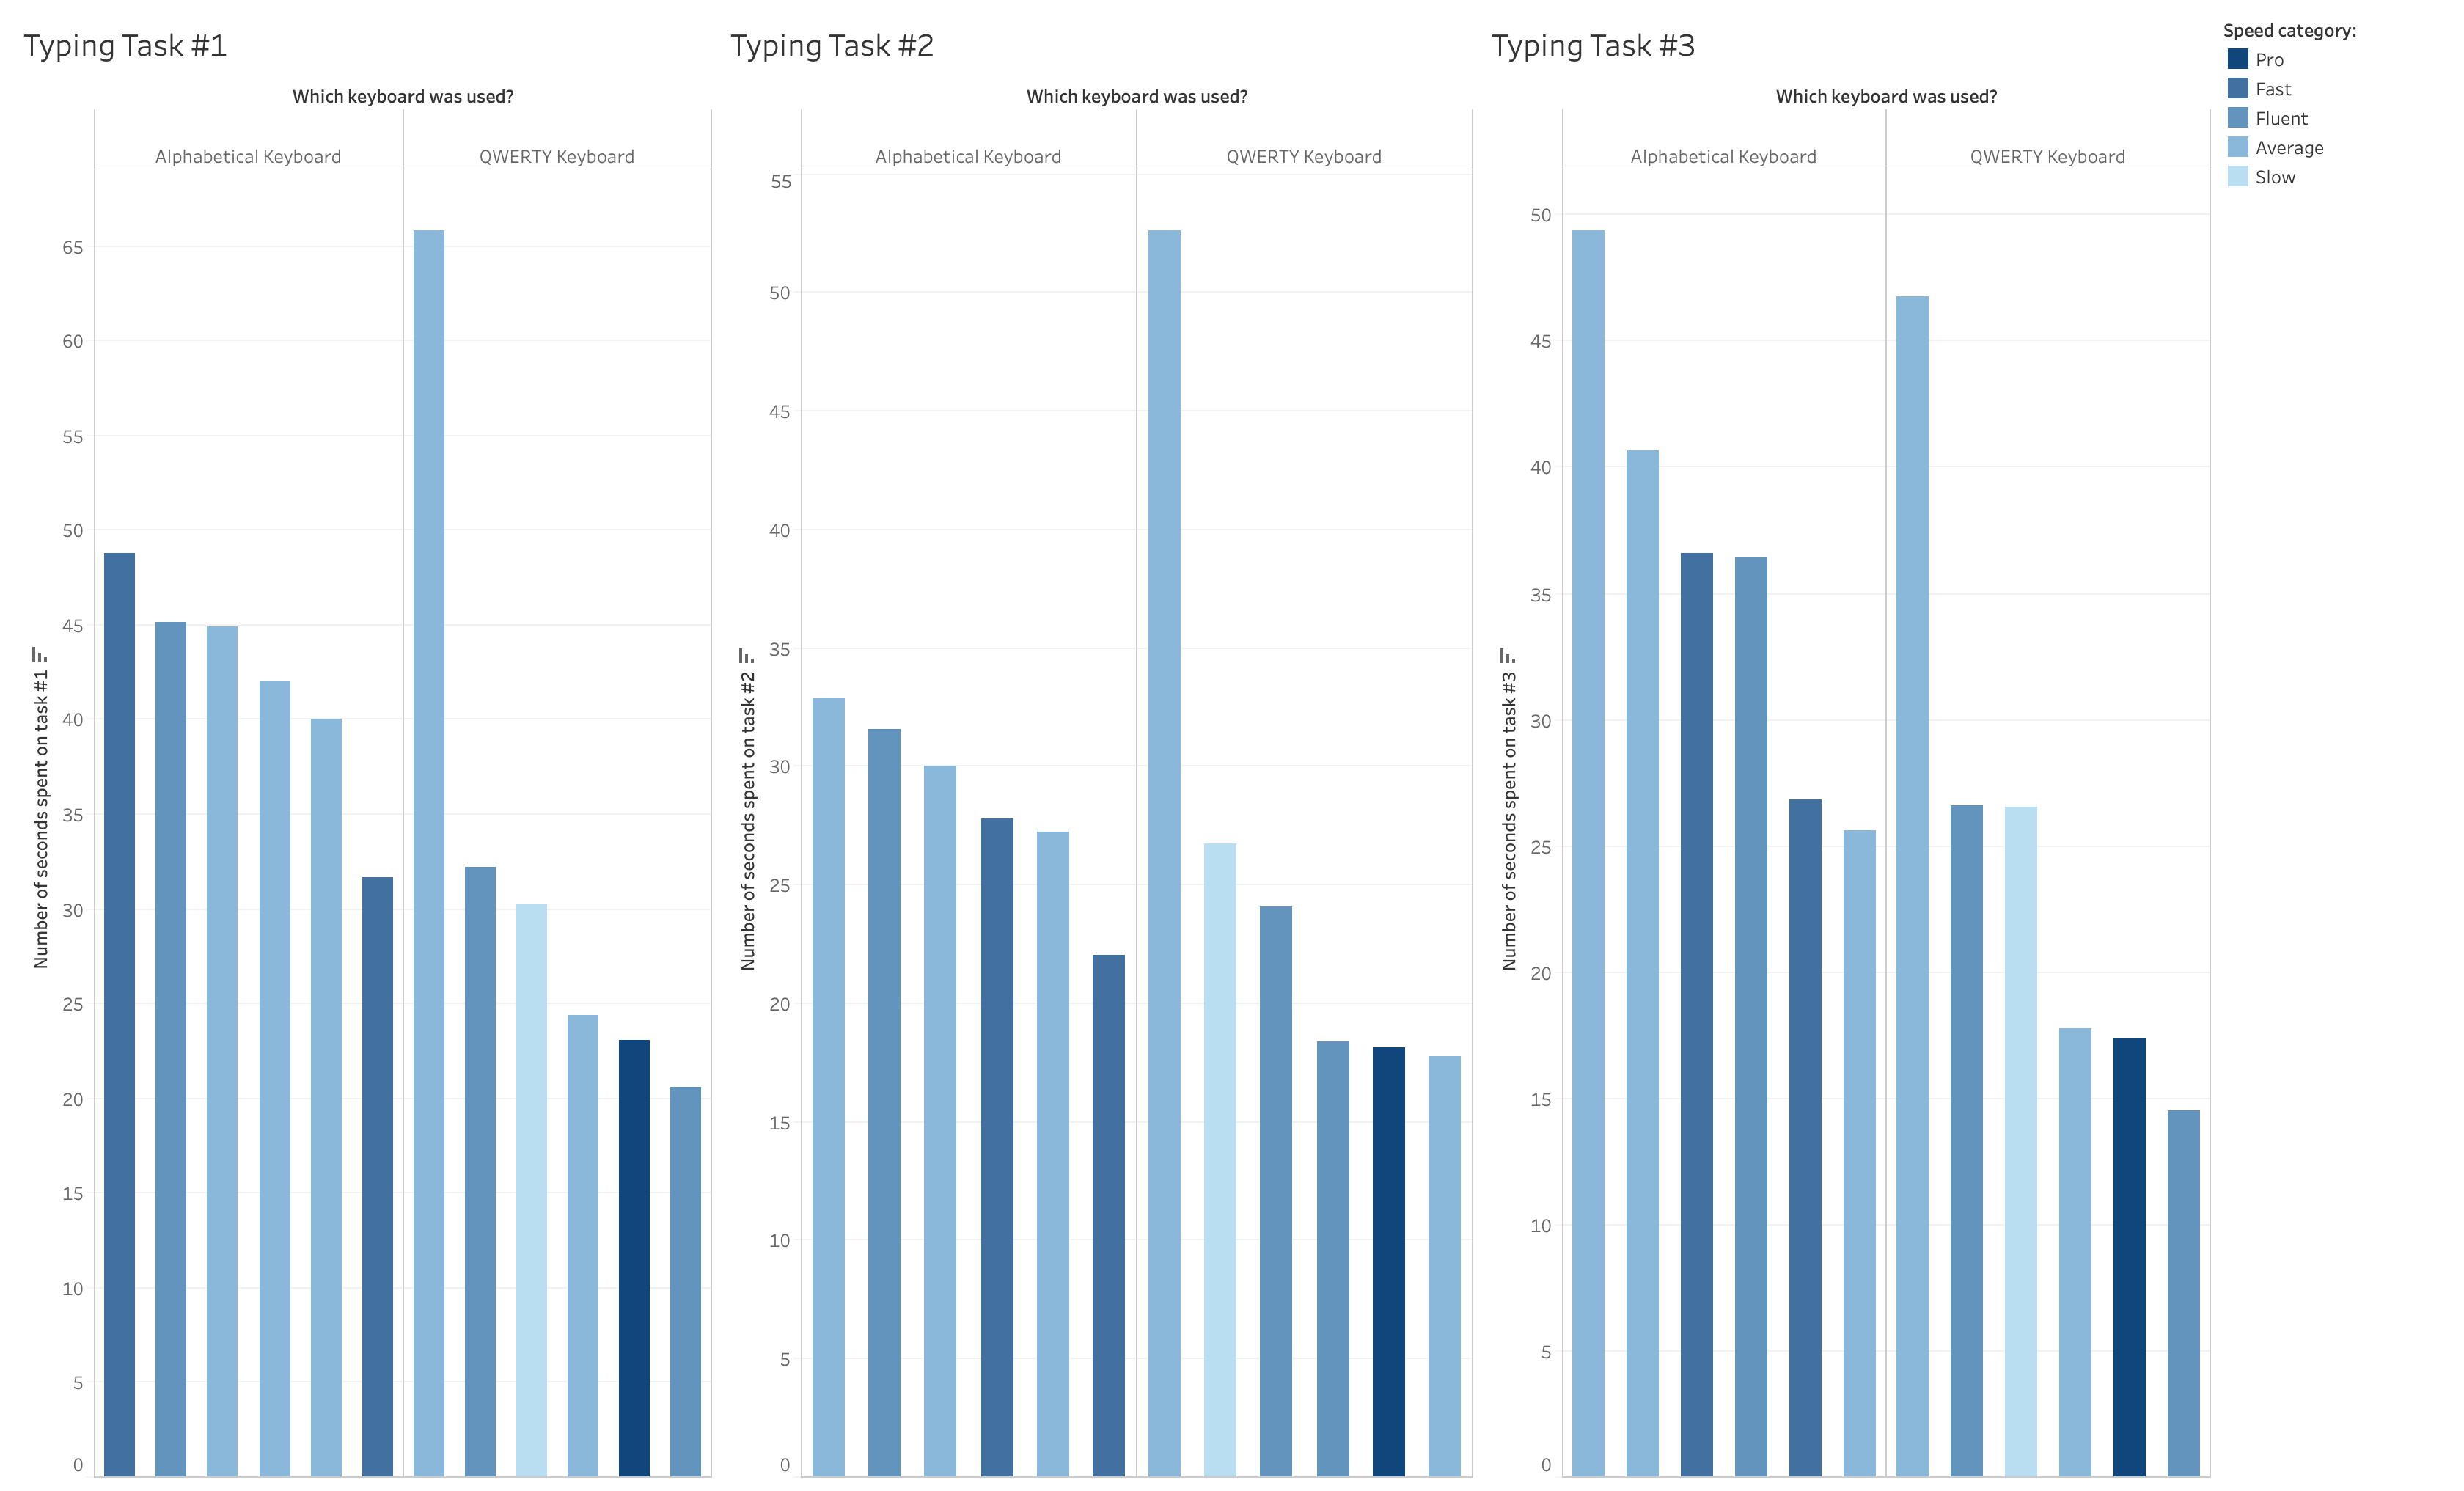 Typing Task #1
Which keyboard was used?
Alphabetical Keyboard
QWERTY Keyboard
65
60
55
50
45
40
35
30
25
20
15
10
5
0
Number of seconds spent on task #1
Typing Task #2
Which keyboard was used?
Alphabetical Keyboard
QWERTY Keyboard
55
50
45
40
35
30
25
20
15
10
5
0
Number of seconds spent on task #2
Typing Task #3
Which keyboard was used?
Alphabetical Keyboard
QWERTY Keyboard
50
45
40
35
30
25
20
15
10
5
0
Number of seconds spent on task #3
Speed category:
Pro
Fast
Fluent
Average
Slow